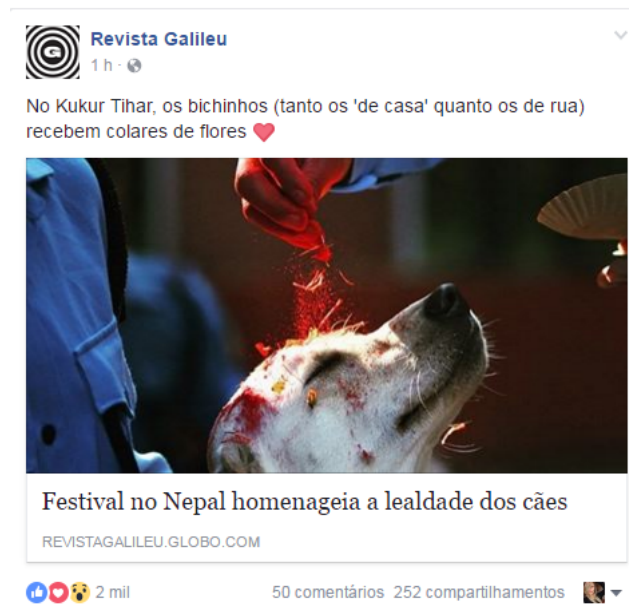 Revista Galileu
1 h ·
No Kukur Tihar, os bichinhos (tanto os 'de casa' quanto os de rua)
recebem colares de flores
Festival no Nepal homenageia a lealdade dos cães
REVISTAGALILEU.GLOBO.COM
2 mil 50 comentários 252 compartilhamentos